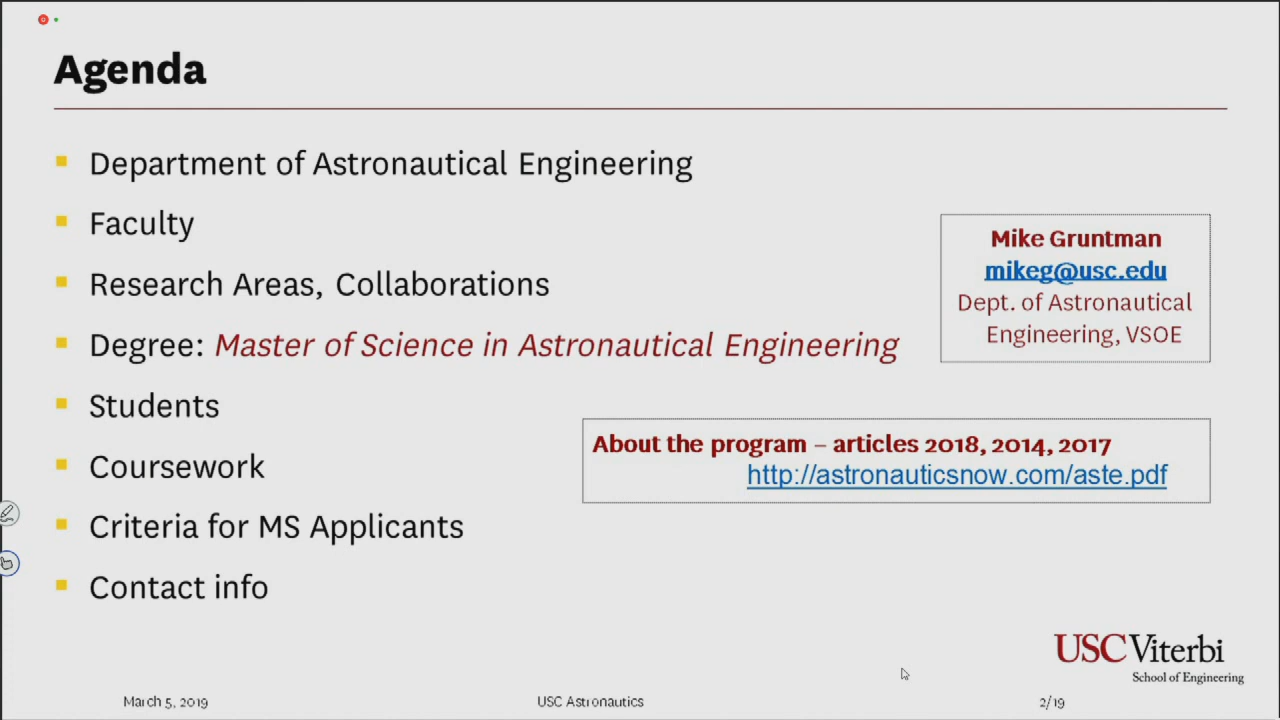 Agenda
Department of Astronautical Engineering
Faculty
Research Areas, Collaborations
Degree: Master of Science in Astronautical Engineering
Students
Coursework
Criteria for MS Applicants
Contact info
Mike Gruntman
mikeg@usc.edu
Dept. of Astronautical
Engineering, VSOE
About the program – articles 2018, 2014, 2017
http://astronauticsnow.com/aste.pdf
USC Viterbi
School of Engineering
March 5, 2019
USC Astronautics
2/19